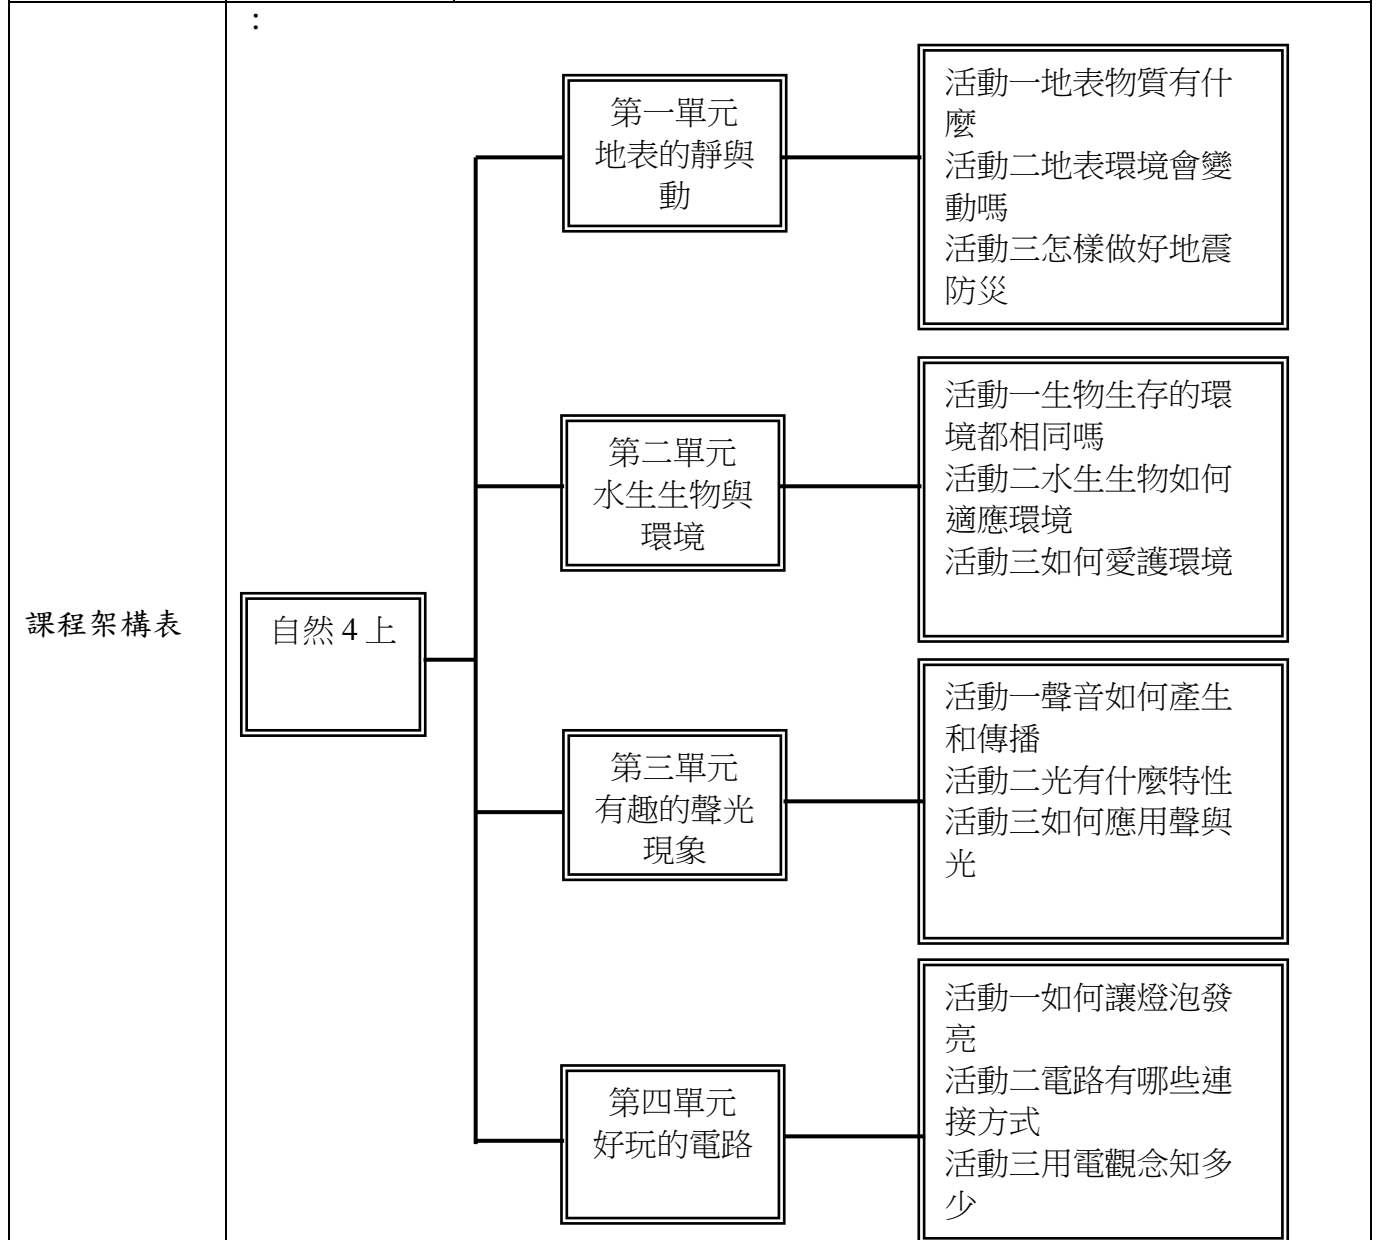 ：
課程架構表
自然 4 上
第一單元
地表的靜與
動
活動一地表物質有什
麼
活動二地表環境會變
動嗎
活動三怎樣做好地震
防災
第二單元
水生生物與
環境
活動一生物生存的環
境都相同嗎
活動二水生生物如何
適應環境
活動三如何愛護環境
第三單元
有趣的聲光
現象
活動一聲音如何產生
和傳播
活動二光有什麼特性
活動三如何應用聲與
光
第四單元
好玩的電路
活動一如何讓燈泡發
亮
活動二電路有哪些連
接方式
活動三用電觀念知多
少